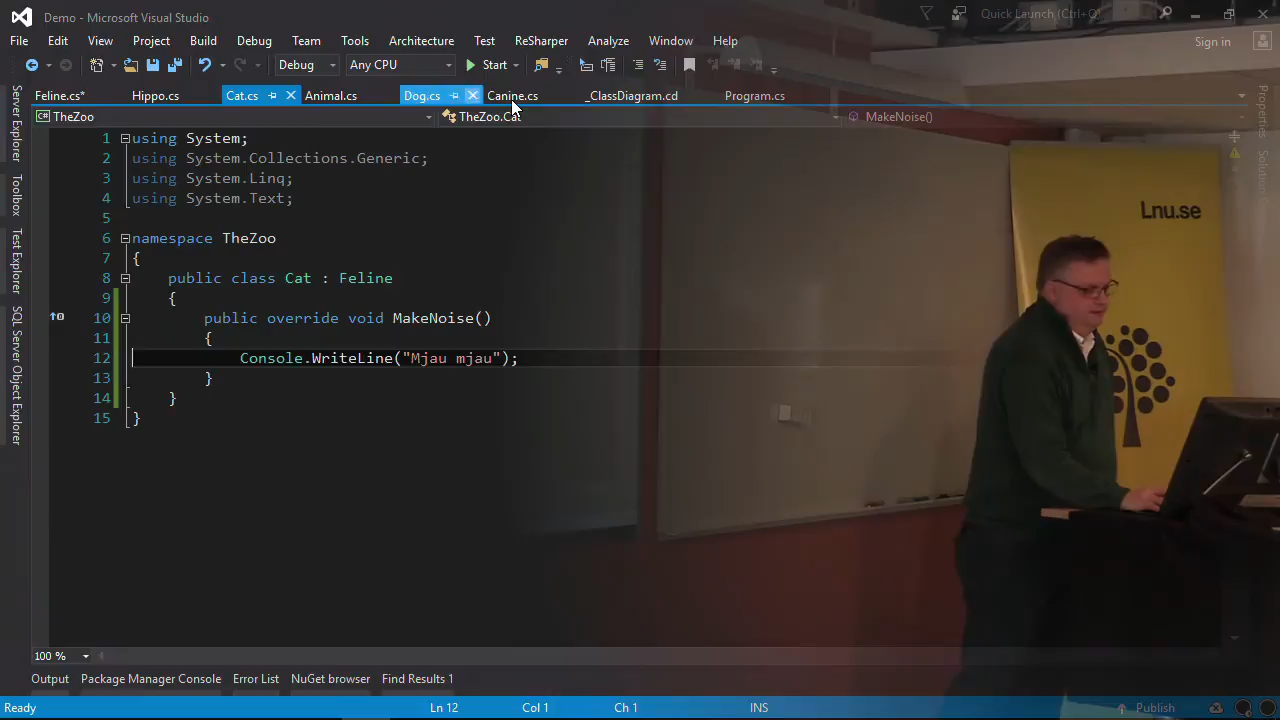 Demo - Microsoft Visual Studio
Quick Launch (Ctrl+Q)
File Edit View Project Build Debug Team Tools Architecture Test ReSharper Analyze Window Help
Sign in
Debug Any CPU Start
Feline.cs* Hippo.cs Cat.cs Animal.cs Dog.cs Canine.cs _ClassDiagram.cd Program.cs
TheZoo TheZoo.Cat MakeNoise()
Server Explorer
Toolbox
Test Explorer
SQL Server Object Explorer
Properties
1 using System;
2 using System.Collections.Generic;
3 using System.Linq;
4 using System.Text;
5
6 namespace TheZoo
7 {
8 public class Cat : Feline
9 {
10 public override void MakeNoise()
11 {
12 Console.WriteLine("Mjau mjau");
13 }
14 }
15 }
Lnu.se
100 %
Output Package Manager Console Error List NuGet browser Find Results 1
Ready Ln 12 Col 1 Ch 1 INS Publish